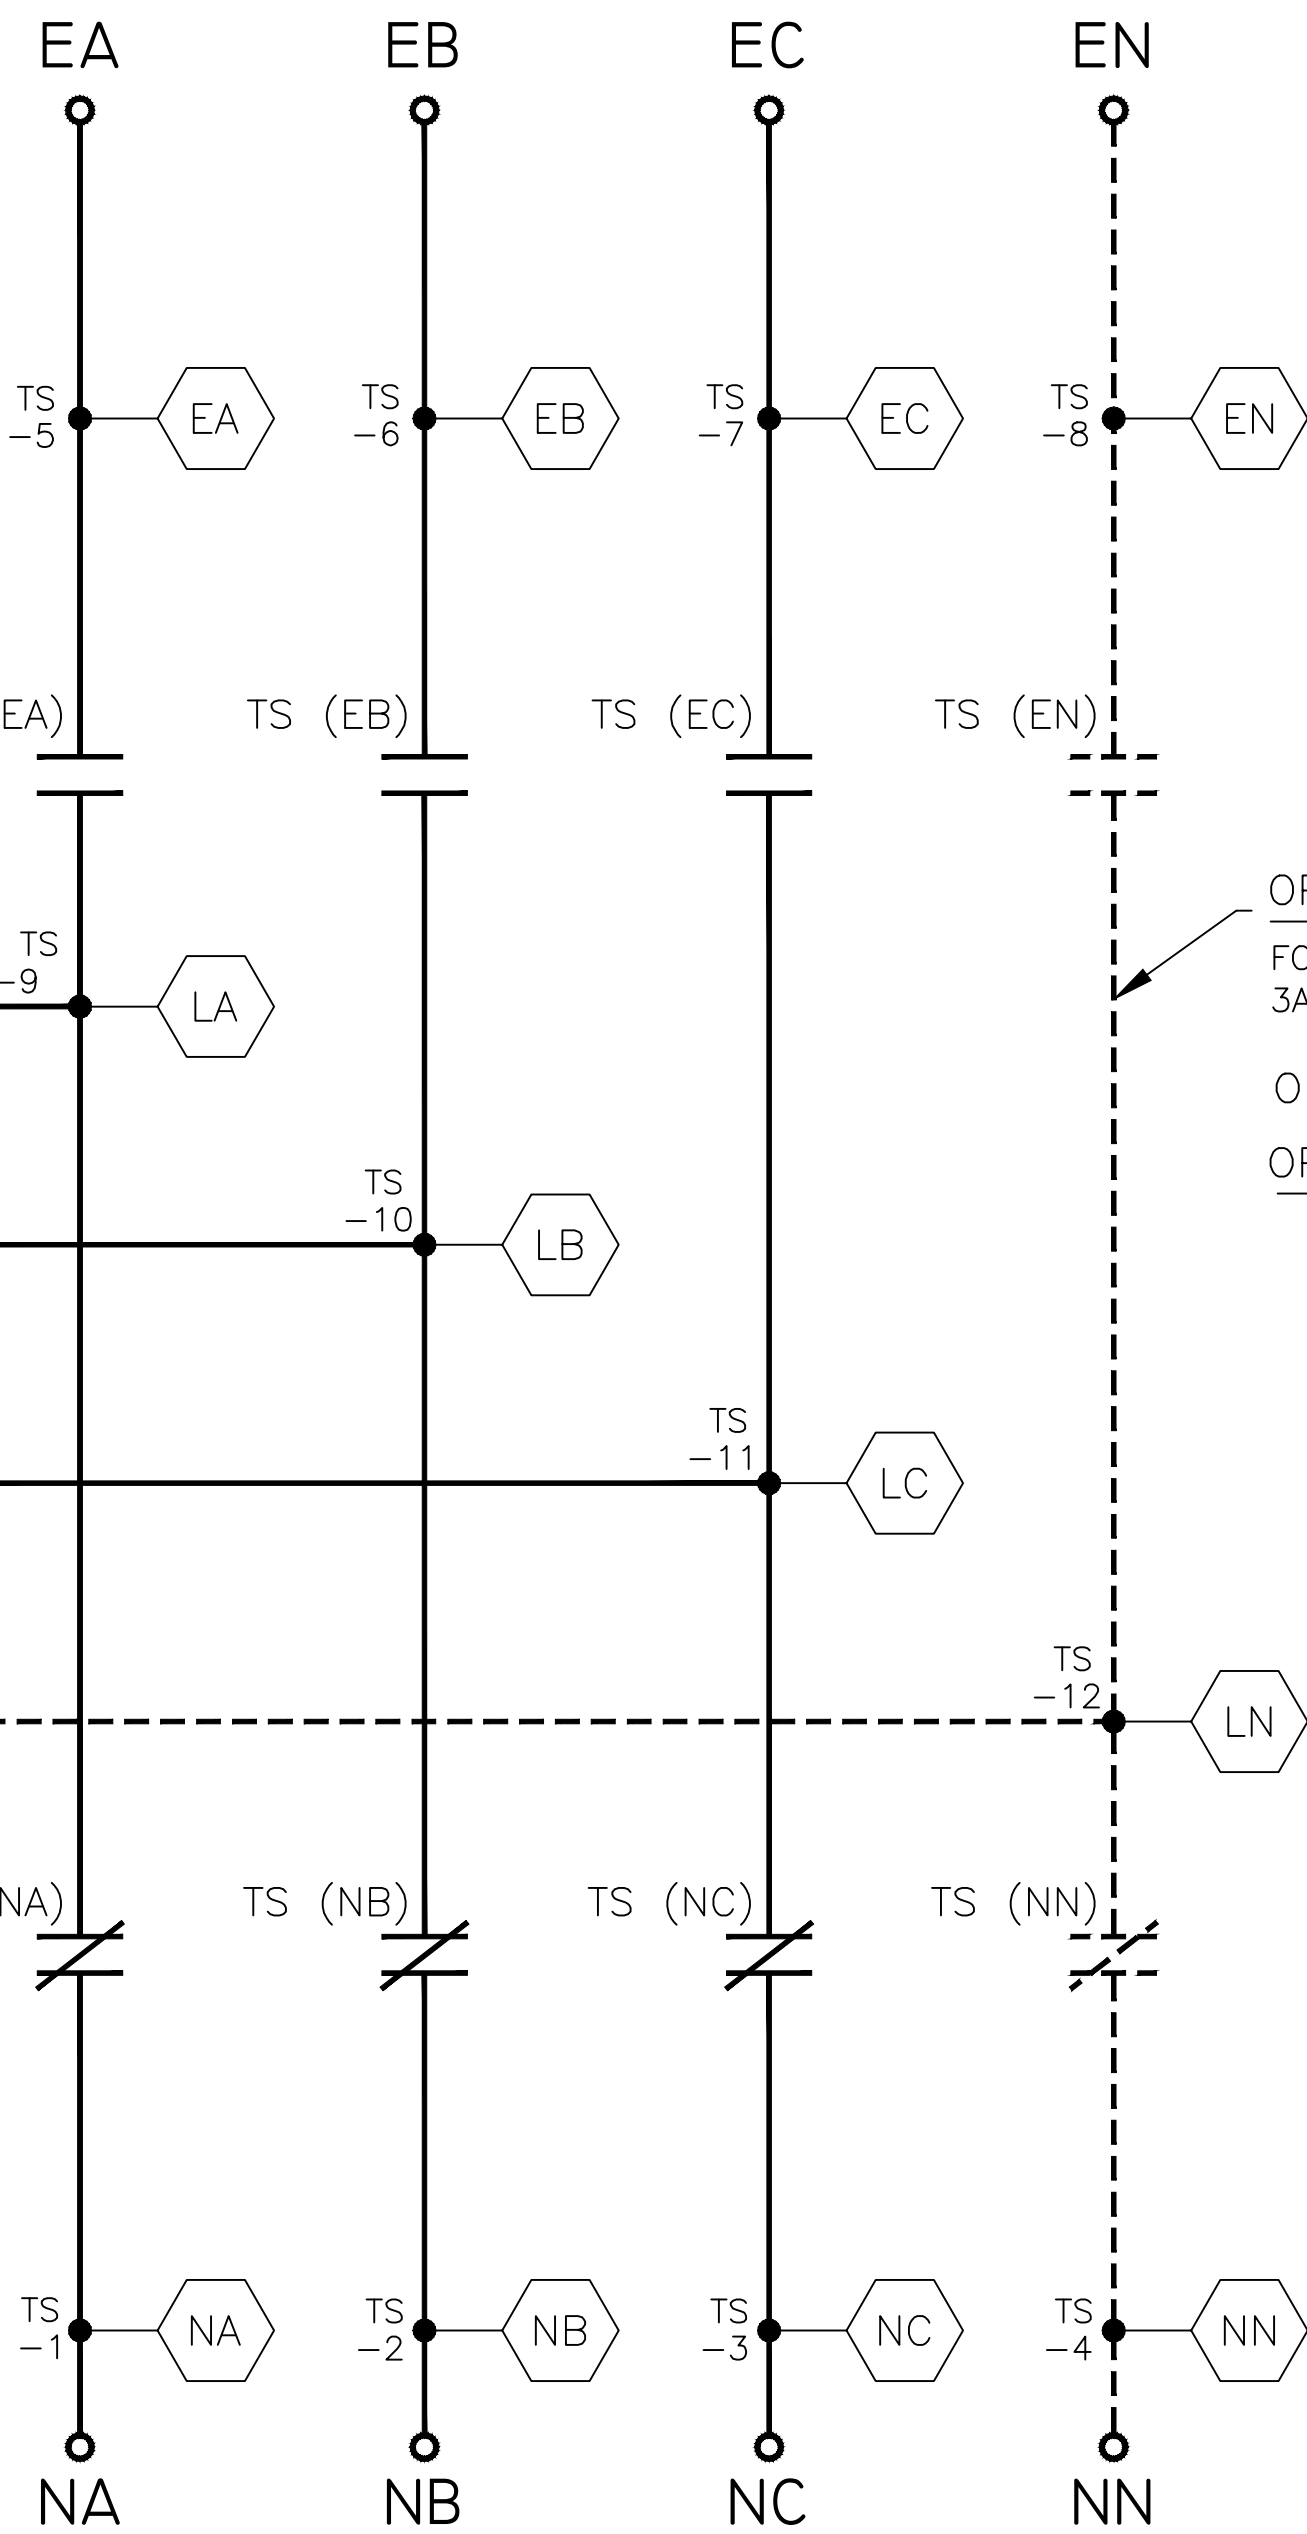 EA EB EC EN
TS TS TS TS
-5 EA -6 EB -7 EC -8 EN
EA) TS (EB) TS (EC) TS (EN)
TS
-9 LA
3A
TS
-10 LB
TS
-11 LC
TS
-12 LN
NA) TS (NB) TS (NC) TS (NN)
TS TS TS TS
-1 NA -2 NB -3 NC -4 NN
NA NB NC NN